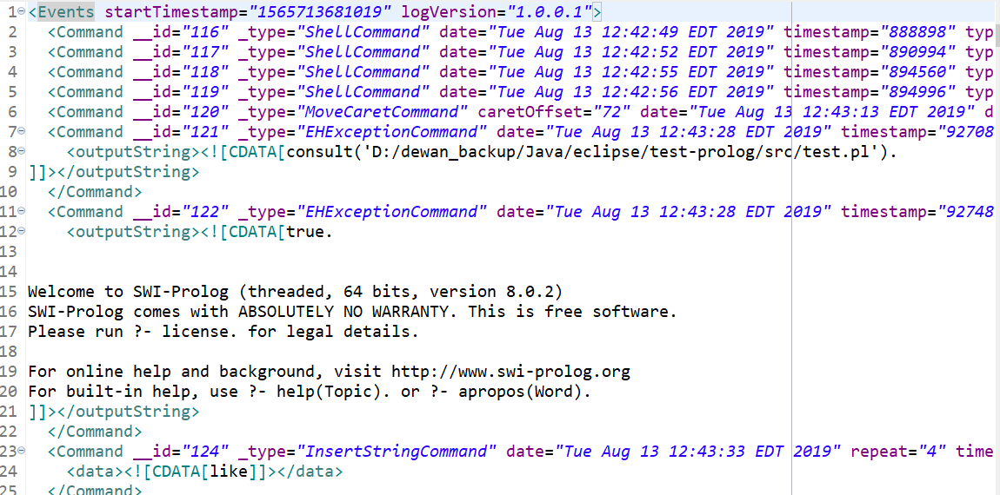 1 <Events startTimestamp="1565713681019" logVersion="1.0.0.1">
2 <Command __id="116" _type="ShellCommand" date="Tue Aug 13 12:42:49 EDT 2019" timestamp="888898" typ
3 <Command __id="117" _type="ShellCommand" date="Tue Aug 13 12:42:52 EDT 2019" timestamp="890994" typ
4 <Command __id="118" _type="ShellCommand" date="Tue Aug 13 12:42:55 EDT 2019" timestamp="894560" typ
5 <Command __id="119" _type="ShellCommand" date="Tue Aug 13 12:42:56 EDT 2019" timestamp="894996" typ
6 <Command __id="120" _type="MoveCaretCommand" caretOffset="72" date="Tue Aug 13 12:43:13 EDT 2019" d
7 <Command __id="121" _type="EHExceptionCommand" date="Tue Aug 13 12:43:28 EDT 2019" timestamp="92708
8 <outputString><![CDATA[consult('D:/dewan_backup/Java/eclipse/test-prolog/src/test.pl').
9 ]]></outputString>
10 </Command>
11 <Command __id="122" _type="EHExceptionCommand" date="Tue Aug 13 12:43:28 EDT 2019" timestamp="92748
12 <outputString><![CDATA[true.
13
14
15 Welcome to SWI-Prolog (threaded, 64 bits, version 8.0.2)
16 SWI-Prolog comes with ABSOLUTELY NO WARRANTY. This is free software.
17 Please run ?- license. for legal details.
18
19 For online help and background, visit http://www.swi-prolog.org
20 For built-in help, use ?- help(Topic). or ?- apropos(Word).
21 ]]></outputString>
22 </Command>
23 <Command __id="124" _type="InsertStringCommand" date="Tue Aug 13 12:43:33 EDT 2019" repeat="4" time
24 <data><![CDATA[like]]></data>
25 </Command>